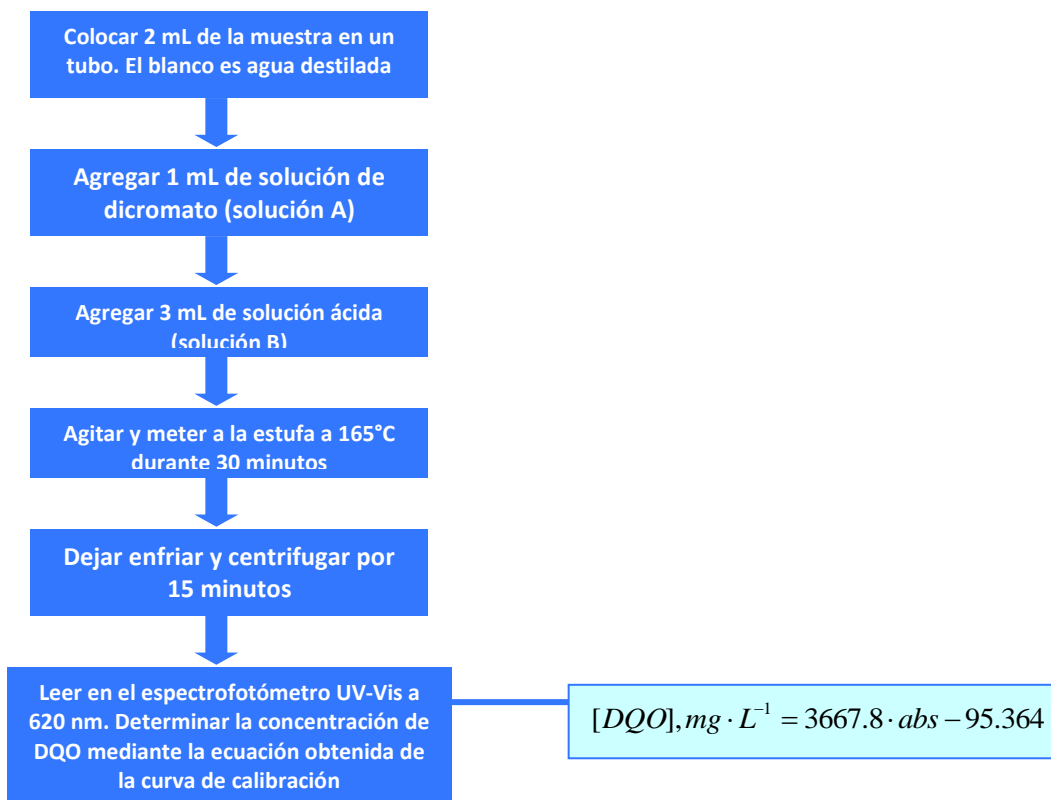 Colocar 2 mL de la muestra en un
tubo. El blanco es agua destilada
Agregar 1 mL de solución de
dicromato (solución A)
Agregar 3 mL de solución ácida
(solución B)
Agitar y meter a la estufa a 165°C
durante 30 minutos
Dejar enfriar y centrifugar por
15 minutos
Leer en el espectrofotómetro UV-Vis a
620 nm. Determinar la concentración de
DQO mediante la ecuación obtenida de
la curva de calibración
[DQO], mg · L⁻¹ = 3667.8 · abs − 95.364